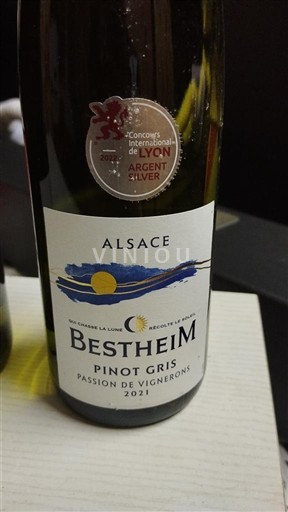 Concours
International
de LYON
2022
ARGENT
SILVER
ALSACE
VINIOU
QUI CHASSE LA LUNE RÉCOLTE LE SOLEIL
BESTHEIM
PINOT GRIS
PASSION DE VIGNERONS
2021